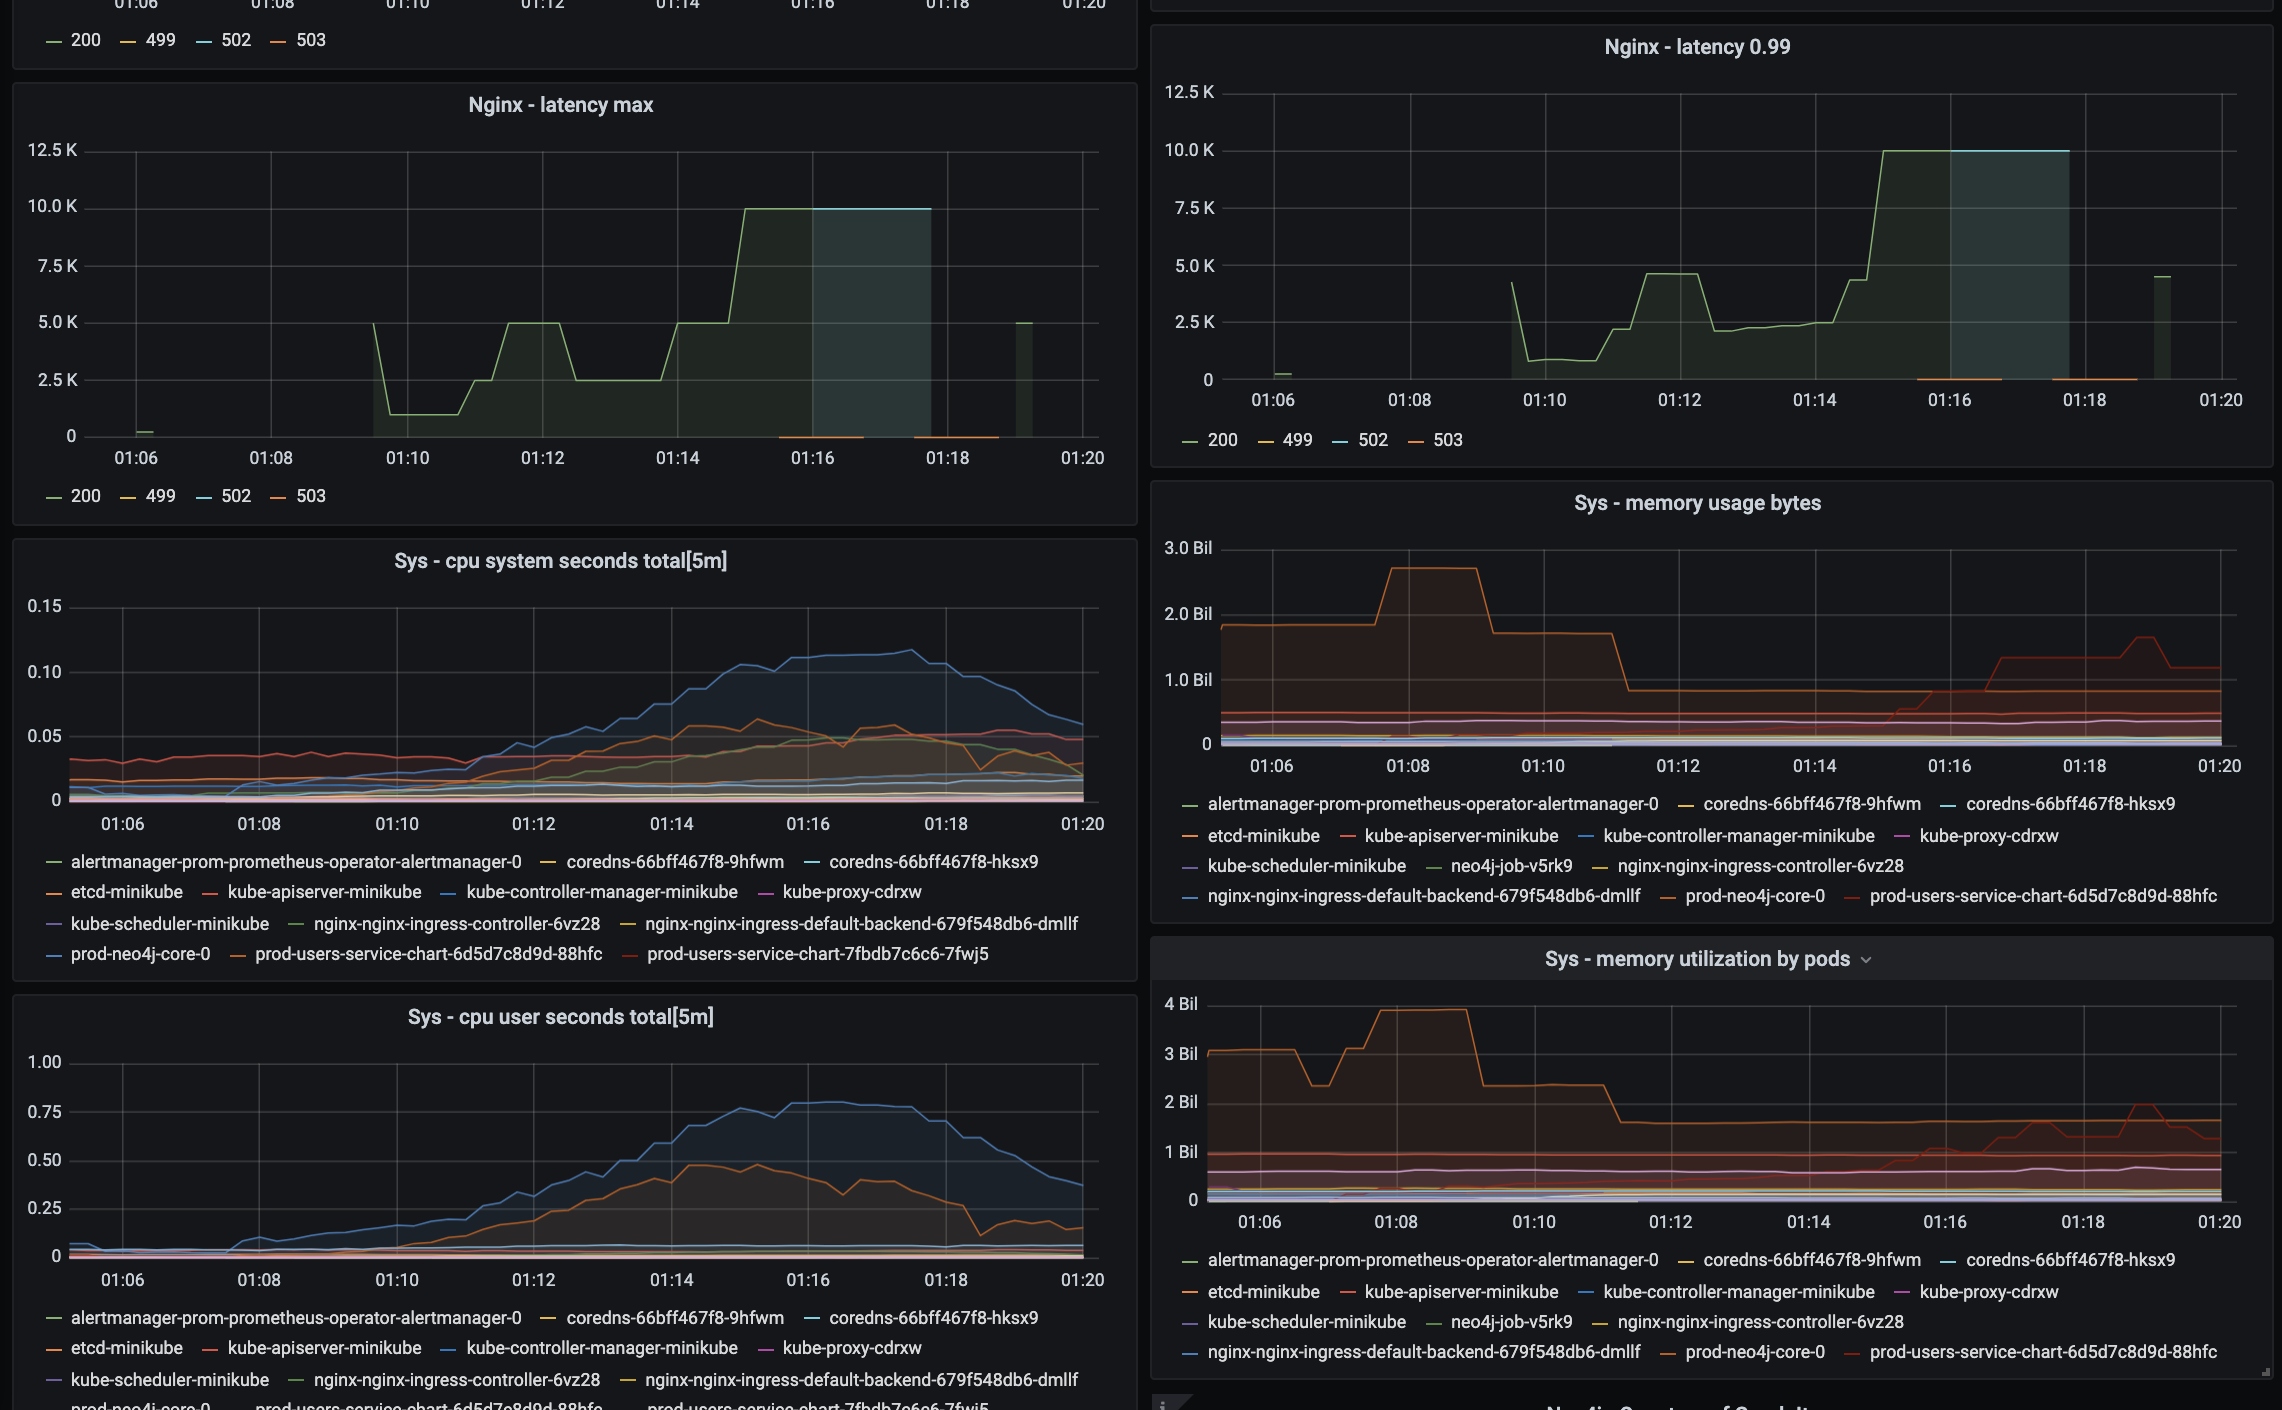 01:06 01:08 01:10 01:12 01:14 01:16 01:18 01:20
200 499 502 503
Nginx - latency max
12.5 K
10.0 K
7.5 K
5.0 K
2.5 K
0
01:06 01:08 01:10 01:12 01:14 01:16 01:18 01:20
200 499 502 503
Sys - cpu system seconds total[5m]
0.15
0.10
0.05
0
01:06 01:08 01:10 01:12 01:14 01:16 01:18 01:20
alertmanager-prom-prometheus-operator-alertmanager-0 coredns-66bff467f8-9hfwm coredns-66bff467f8-hksx9
etcd-minikube kube-apiserver-minikube kube-controller-manager-minikube kube-proxy-cdrxw
kube-scheduler-minikube nginx-nginx-ingress-controller-6vz28 nginx-nginx-ingress-default-backend-679f548db6-dmllf
prod-neo4j-core-0 prod-users-service-chart-6d5d7c8d9d-88hfc prod-users-service-chart-7fbdb7c6c6-7fwj5
Sys - cpu user seconds total[5m]
1.00
0.75
0.50
0.25
0
01:06 01:08 01:10 01:12 01:14 01:16 01:18 01:20
alertmanager-prom-prometheus-operator-alertmanager-0 coredns-66bff467f8-9hfwm coredns-66bff467f8-hksx9
etcd-minikube kube-apiserver-minikube kube-controller-manager-minikube kube-proxy-cdrxw
kube-scheduler-minikube nginx-nginx-ingress-controller-6vz28 nginx-nginx-ingress-default-backend-679f548db6-dmllf
prod-neo4j-core-0 prod-users-service-chart-6d5d7c8d9d-88hfc prod-users-service-chart-7fbdb7c6c6-7fwj5
Nginx - latency 0.99
12.5 K
10.0 K
7.5 K
5.0 K
2.5 K
0
01:06 01:08 01:10 01:12 01:14 01:16 01:18 01:20
200 499 502 503
Sys - memory usage bytes
3.0 Bil
2.0 Bil
1.0 Bil
0
01:06 01:08 01:10 01:12 01:14 01:16 01:18 01:20
alertmanager-prom-prometheus-operator-alertmanager-0 coredns-66bff467f8-9hfwm coredns-66bff467f8-hksx9
etcd-minikube kube-apiserver-minikube kube-controller-manager-minikube kube-proxy-cdrxw
kube-scheduler-minikube neo4j-job-v5rk9 nginx-nginx-ingress-controller-6vz28
nginx-nginx-ingress-default-backend-679f548db6-dmllf prod-neo4j-core-0 prod-users-service-chart-6d5d7c8d9d-88hfc
Sys - memory utilization by pods
4 Bil
3 Bil
2 Bil
1 Bil
0
01:06 01:08 01:10 01:12 01:14 01:16 01:18 01:20
alertmanager-prom-prometheus-operator-alertmanager-0 coredns-66bff467f8-9hfwm coredns-66bff467f8-hksx9
etcd-minikube kube-apiserver-minikube kube-controller-manager-minikube kube-proxy-cdrxw
kube-scheduler-minikube neo4j-job-v5rk9 nginx-nginx-ingress-controller-6vz28
nginx-nginx-ingress-default-backend-679f548db6-dmllf prod-neo4j-core-0 prod-users-service-chart-6d5d7c8d9d-88hfc